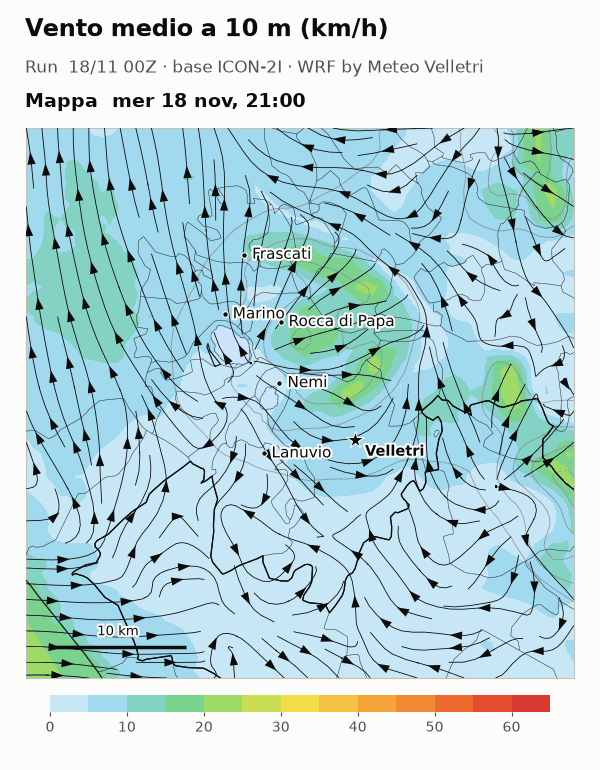 Vento medio a 10 m (km/h)
Run  18/11 00Z · base ICON-2I · WRF by Meteo Velletri
Mappa  mer 18 nov, 21:00
Frascati
Marino
Rocca di Papa
Nemi
Velletri
Lanuvio
10 km
0 10 20 30 40 50 60